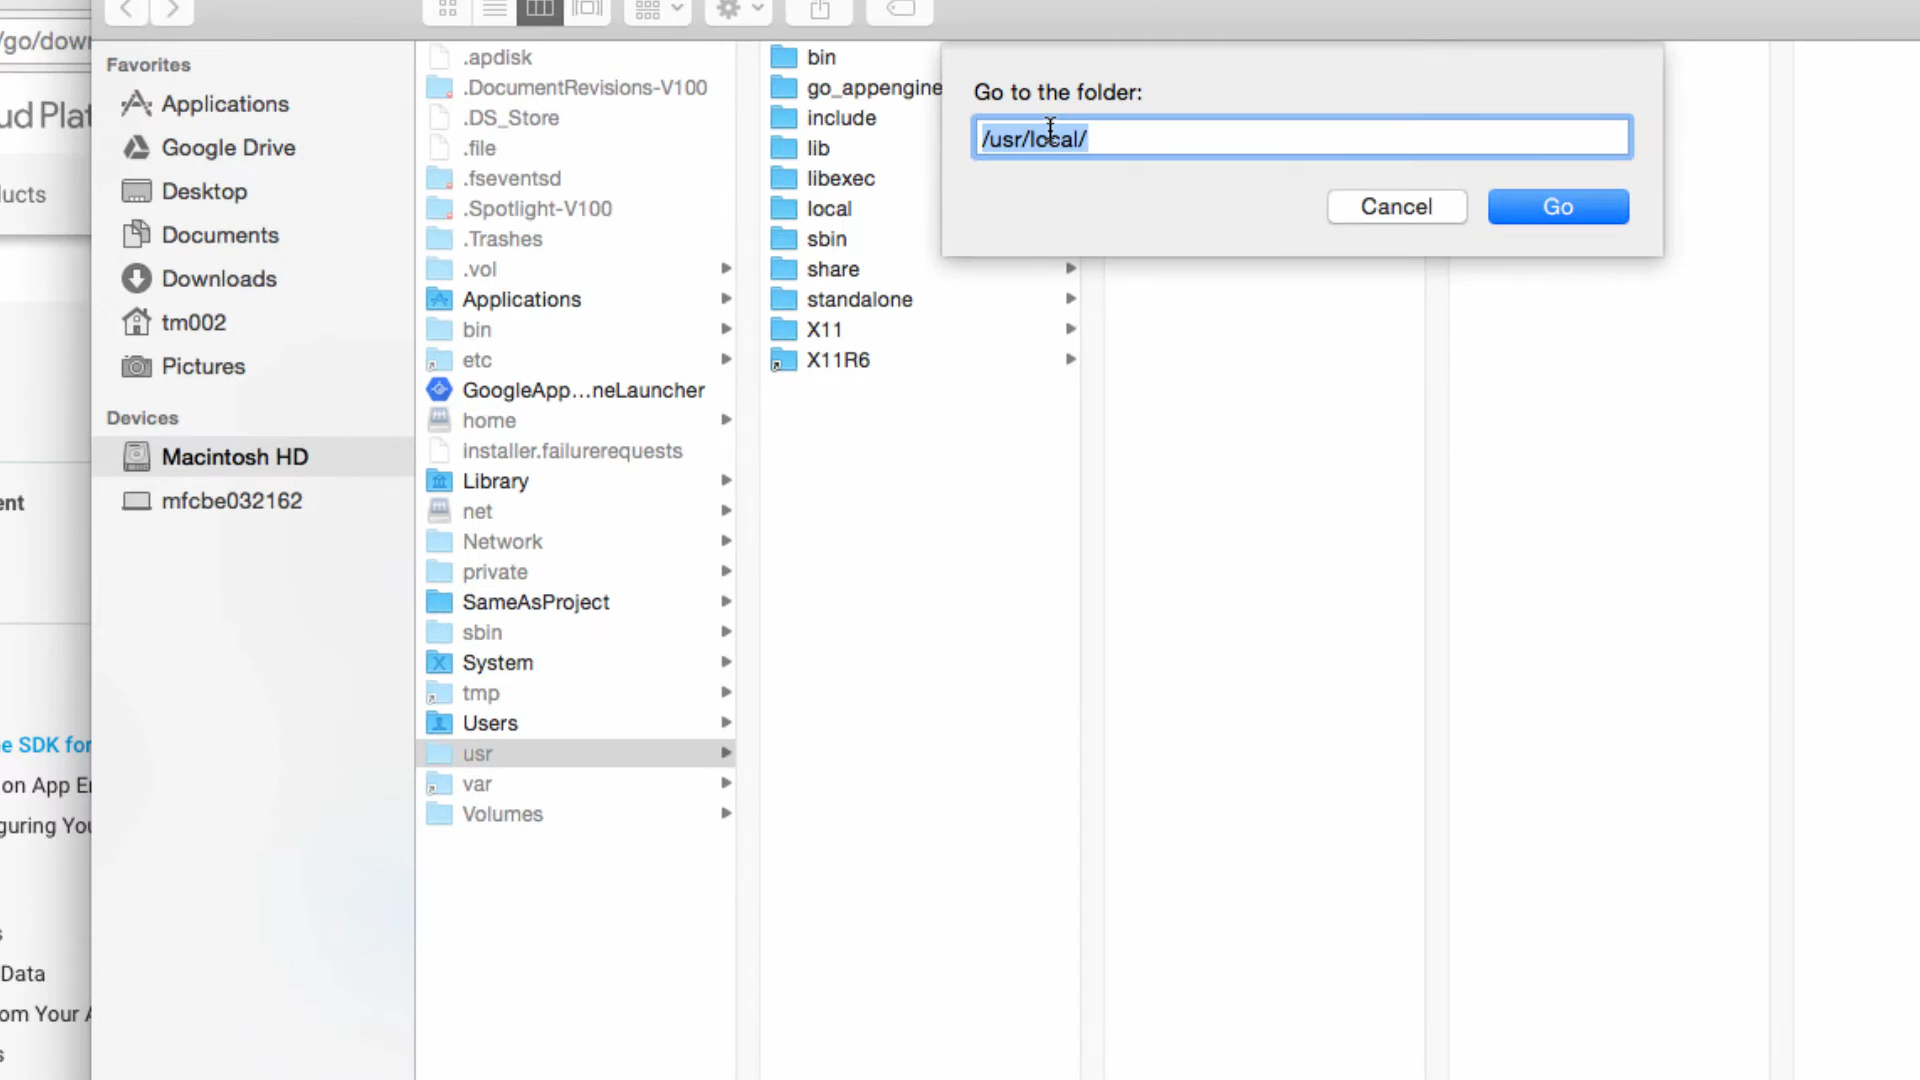 /go/down
ud Plat
ucts
ent
e SDK for
on App E
guring You
s
Data
om Your A
s
Favorites
Applications
Google Drive
Desktop
Documents
Downloads
tm002
Pictures
Devices
Macintosh HD
mfcbe032162
.apdisk
.DocumentRevisions-V100
.DS_Store
.file
.fseventsd
.Spotlight-V100
.Trashes
.vol
Applications
bin
etc
GoogleApp...neLauncher
home
installer.failurerequests
Library
net
Network
private
SameAsProject
sbin
System
tmp
Users
usr
var
Volumes
bin
go_appengine
include
lib
libexec
local
sbin
share
standalone
X11
X11R6
Go to the folder:
/usr/local/
Cancel
Go